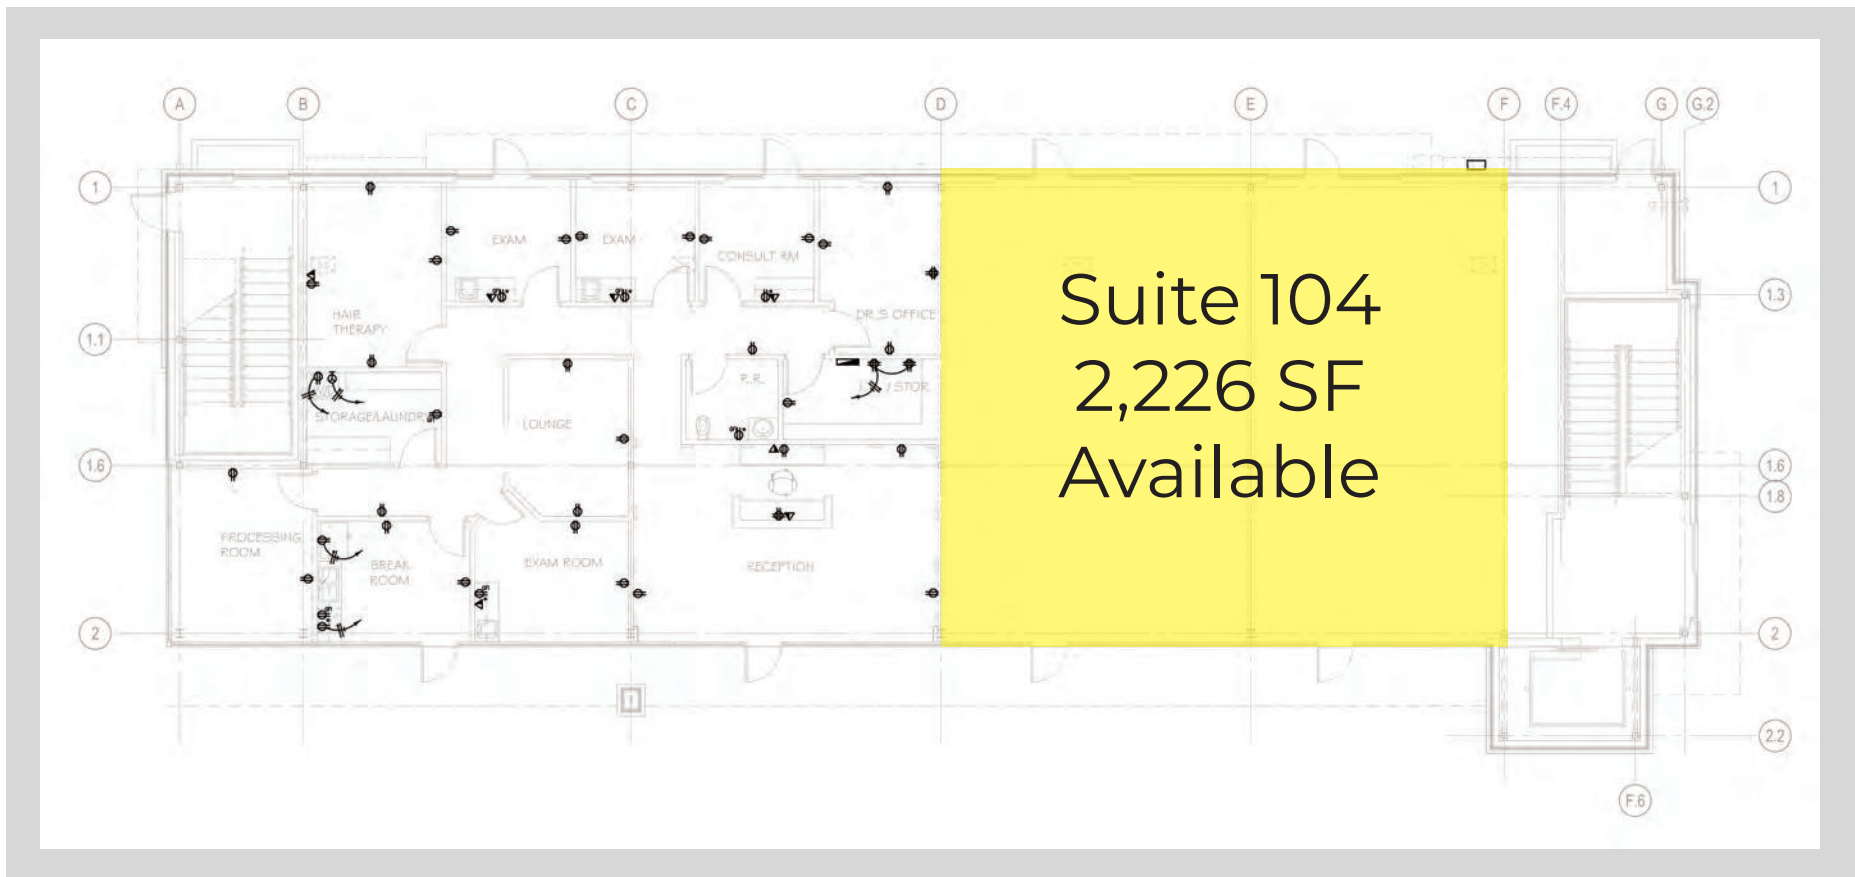 A B C D E F F.4 G G.2
1 1
EXAM EXAM
CONSULT RM
1.3
HAIR
THERAPY
DR'S OFFICE
1.1
R.R.
/ STOR.
STORAGE/LAUNDRY
LOUNGE
Suite 104
2,226 SF
Available
1.6 1.6
1.8
PROCESSING
ROOM
BREAK
ROOM
EXAM ROOM
RECEPTION
2 2
1
2.2
F.6